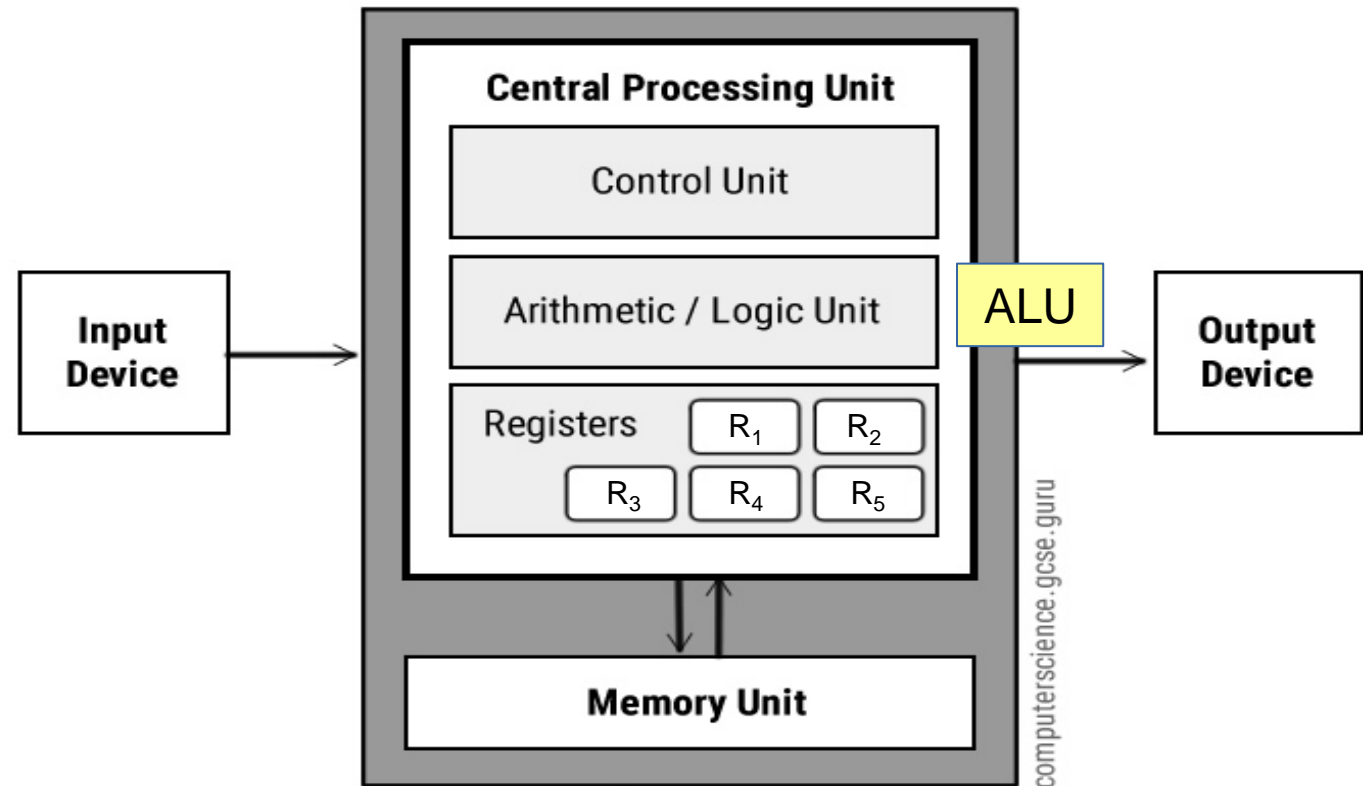 Central Processing Unit
Control Unit
Arithmetic / Logic Unit
ALU
Input
Device
Output
Device
Registers
R₁
R₂
R₃
R₄
R₅
Memory Unit
computerscience.gcse.guru